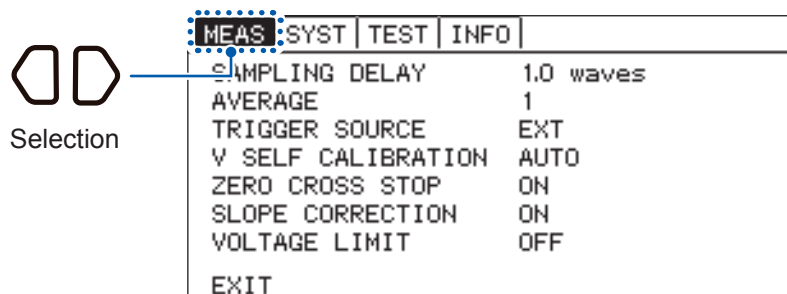 MEAS SYST TEST INFO
Selection
SAMPLING DELAY 1.0 waves
AVERAGE 1
TRIGGER SOURCE EXT
V SELF CALIBRATION AUTO
ZERO CROSS STOP ON
SLOPE CORRECTION ON
VOLTAGE LIMIT OFF
EXIT